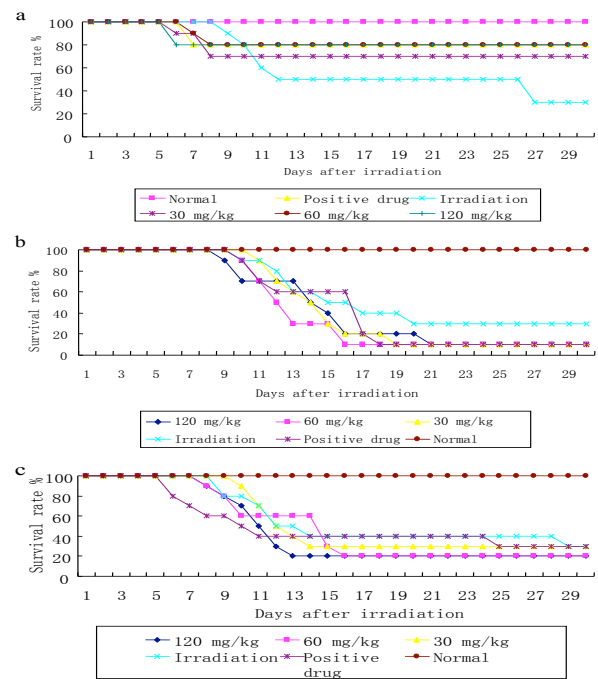 a
Survival rate %
100
80
60
40
20
0
1 3 5 7 9 11 13 15 17 19 21 23 25 27 29
Days after irradiation
Normal Positive drug Irradiation
30 mg/kg 60 mg/kg 120 mg/kg
b
Survival rate %
100
80
60
40
20
0
1 3 5 7 9 11 13 15 17 19 21 23 25 27 29
Days after irradiation
120 mg/kg 60 mg/kg 30 mg/kg
Irradiation Positive drug Normal
c
Survival rate %
100
80
60
40
20
0
1 3 5 7 9 11 13 15 17 19 21 23 25 27 29
Days after irradiation
120 mg/kg 60 mg/kg 30 mg/kg
Irradiation Positive Normal
drug